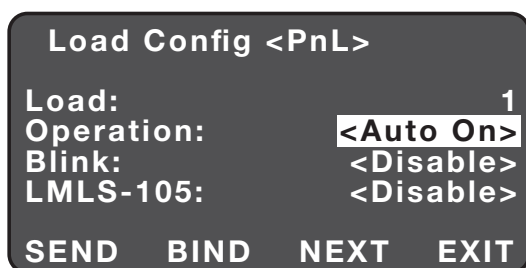 Load Config <PnL>
Load: 1
Operation: <Auto On>
Blink: <Disable>
LMLS-105: <Disable>
SEND BIND NEXT EXIT